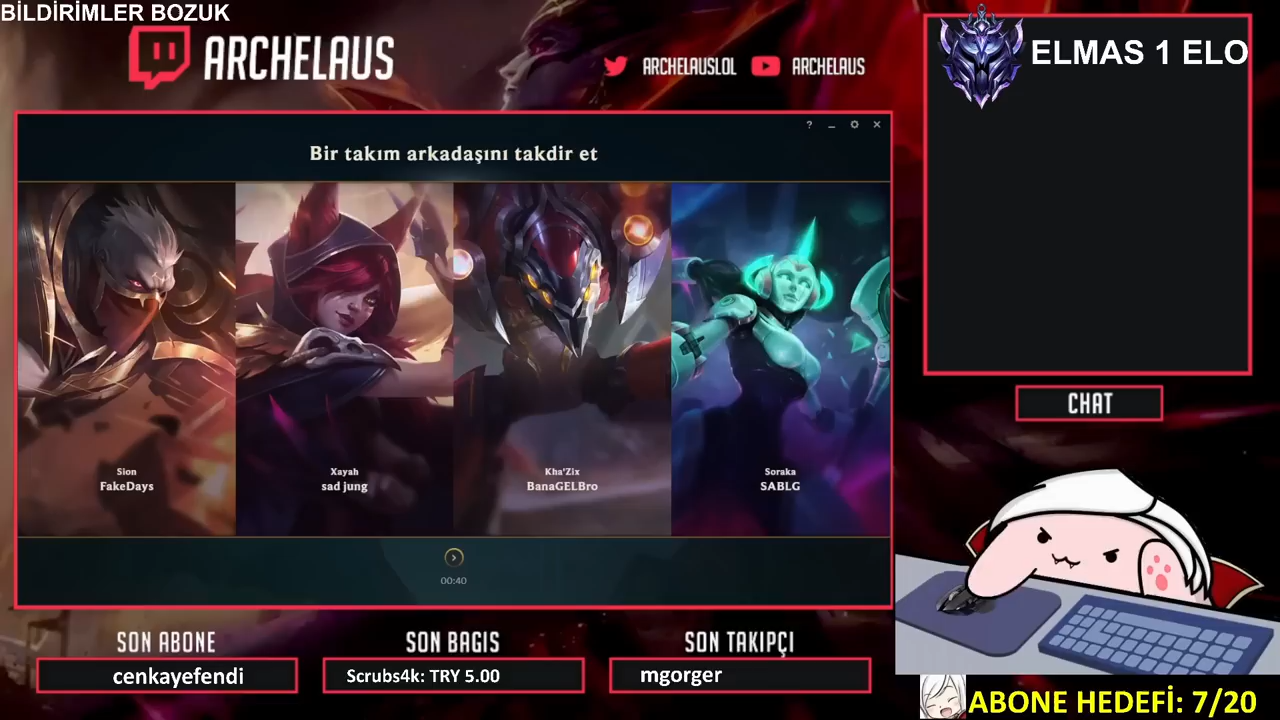 BİLDİRİMLER BOZUK
ARCHELAUS
ARCHELAUSLOL
ARCHELAUS
ELMAS 1 ELO
?
Bir takım arkadaşını takdir et
Sion
FakeDays
Xayah
sad jung
Kha'Zix
BanaGELBro
Soraka
SABLG
00:40
CHAT
SON ABONE
cenkayefendi
SON BAGIS
Scrubs4k: TRY 5.00
SON TAKIPÇI
mgorger
ABONE HEDEFİ: 7/20